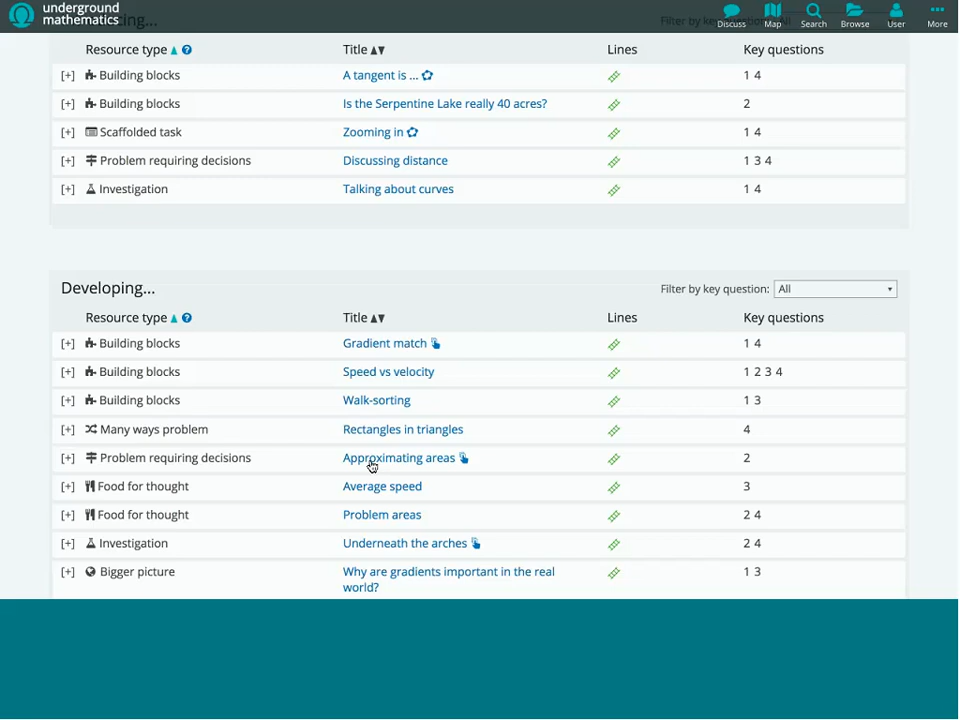 underground
mathematics
Discuss
Map
Search
Browse
User
More
Resource type
Title
Lines
Key questions
[+] Building blocks A tangent is ... 1 4
[+] Building blocks Is the Serpentine Lake really 40 acres? 2
[+] Scaffolded task Zooming in 1 4
[+] Problem requiring decisions Discussing distance 1 3 4
[+] Investigation Talking about curves 1 4
Developing...
Filter by key question: All
Resource type
Title
Lines
Key questions
[+] Building blocks Gradient match 1 4
[+] Building blocks Speed vs velocity 1 2 3 4
[+] Building blocks Walk-sorting 1 3
[+] Many ways problem Rectangles in triangles 4
[+] Problem requiring decisions Approximating areas 2
[+] Food for thought Average speed 3
[+] Food for thought Problem areas 2 4
[+] Investigation Underneath the arches 2 4
[+] Bigger picture Why are gradients important in the real 1 3
world?